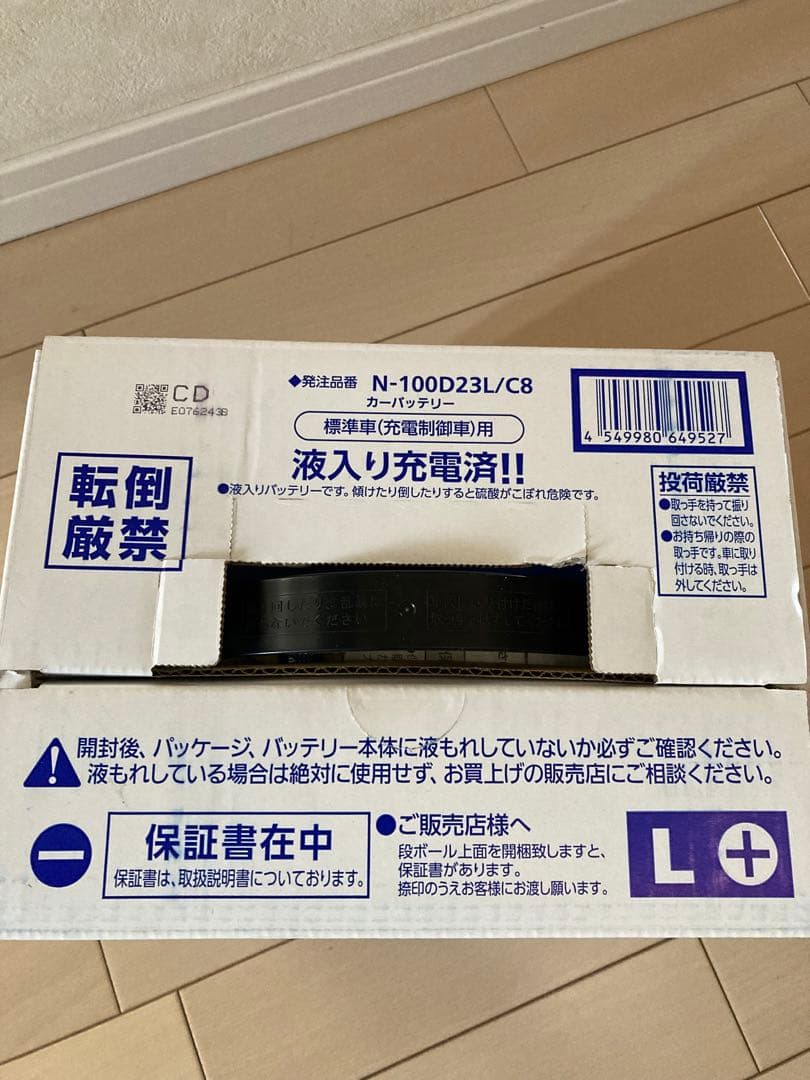 ◆発注品番 N-100D23L/C8
カーバッテリー
CD
E076243B
標準車(充電制御車)用
4 549980 649527
液入り充電済!!
●液入りバッテリーです。傾けたり倒したりすると硫酸がこぼれ危険です。
転倒
厳禁
投荷厳禁
●取っ手を持って振り
回さないでください。
●お持ち帰りの際の
取っ手です。車に取り
付ける時、取っ手は
外してください。
開封後、パッケージ、バッテリー本体に液もれしていないか必ずご確認ください。
液もれしている場合は絶対に使用せず、お買上げの販売店にご相談ください。
保証書在中
保証書は、取扱説明書についております。
●ご販売店様へ
段ボール上面を開梱致しますと、
保証書があります。
捺印のうえお客様にお渡し願います。
L